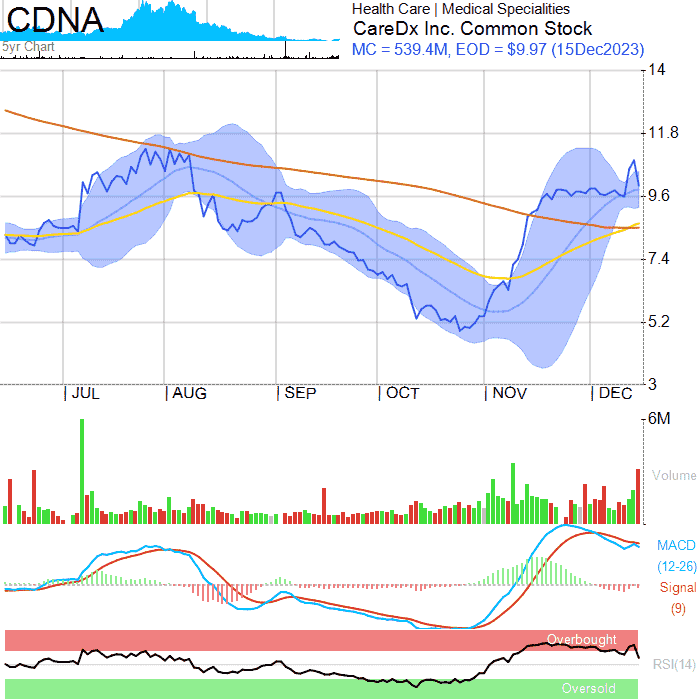 CDNA
5yr Chart
Health Care | Medical Specialities
CareDx Inc. Common Stock
MC = 539.4M, EOD = $9.97 (15Dec2023)
14
11.8
9.6
7.4
5.2
3
JUL AUG SEP OCT NOV DEC
6M
Volume
MACD
(12-26)
Signal
(9)
Overbought
RSI(14)
Oversold